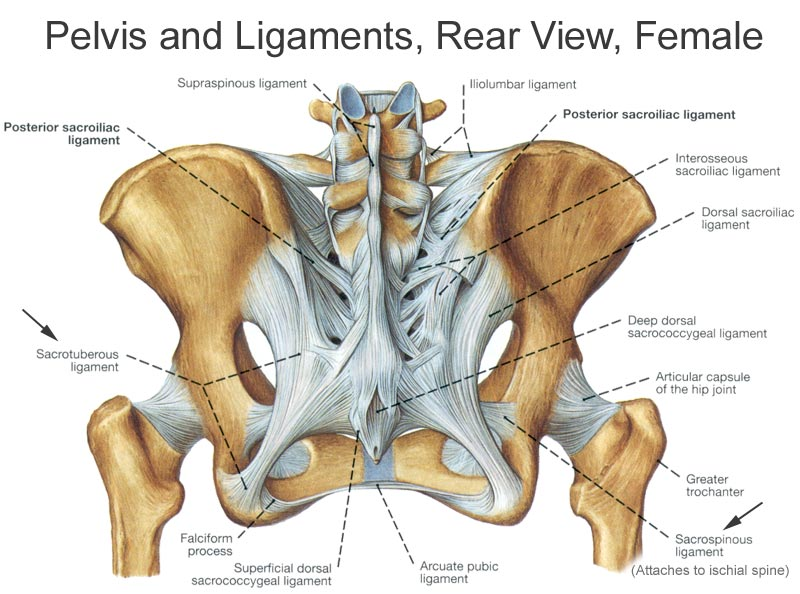 Pelvis and Ligaments, Rear View, Female
Supraspinous ligament
Iliolumbar ligament
Posterior sacroiliac
ligament
Posterior sacroiliac ligament
Interosseous
sacroiliac ligament
Dorsal sacroiliac
ligament
Deep dorsal
sacrococcygeal ligament
Sacrotuberous
ligament
Articular capsule
of the hip joint
Greater
trochanter
Falciform
process
Superficial dorsal
sacrococcygeal ligament
Arcuate pubic
ligament
Sacrospinous
ligament
(Attaches to ischial spine)